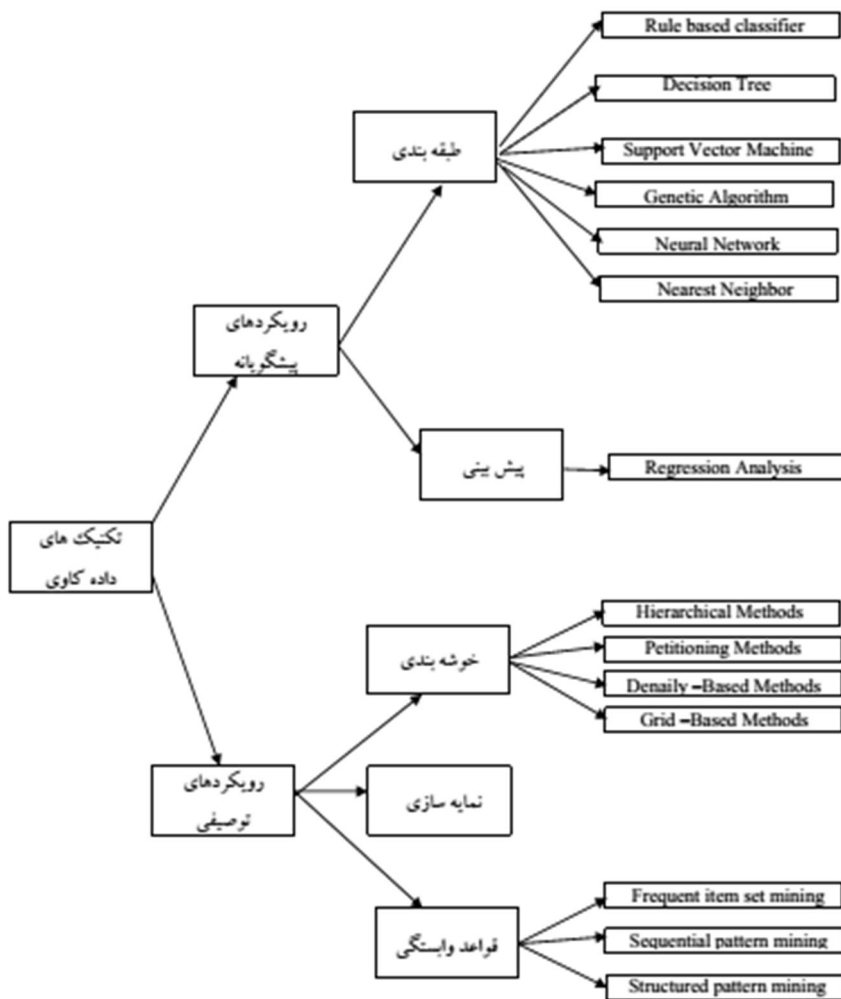 Rule based classifier
Decision Tree
طبقه بندی
Support Vector Machine
Genetic Algorithm
Neural Network
Nearest Neighbor
رویکردهای
پیشگویانه
پیش بینی
Regression Analysis
تکنیک های
داده کاوی
Hierarchical Methods
خوشه بندی
Petitioning Methods
Denaily –Based Methods
Grid –Based Methods
رویکردهای
توصیفی
نمایه سازی
Frequent item set mining
قواعد وابستگی
Sequential pattern mining
Structured pattern mining